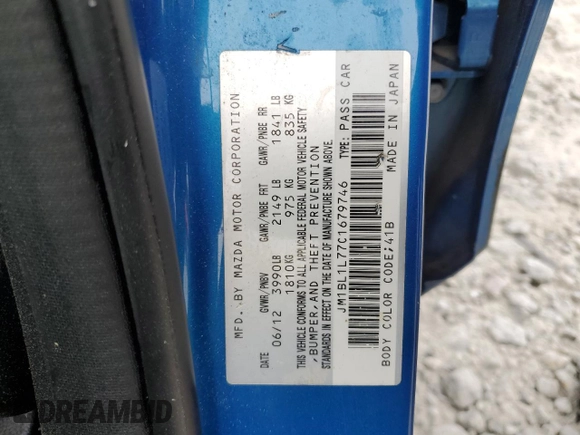 MFD. BY MAZDA MOTOR CORPORATION
DATE GVWR/PNBV GAWR/PNBE FRT GAWR/PNBE RR
06/12 3990LB 2149 LB 1841 LB
1810KG 975 KG 835 KG
THIS VEHICLE CONFORMS TO ALL APPLICABLE FEDERAL MOTOR VEHICLE SAFETY
,BUMPER,AND THEFT PREVENTION
STANDARDS IN EFFECT ON THE DATE OF MANUFACTURE SHOWN ABOVE.
JM1BL1L77C1679746 TYPE: PASS CAR
BODY COLOR CODE;41B MADE IN JAPAN
DREAMBID